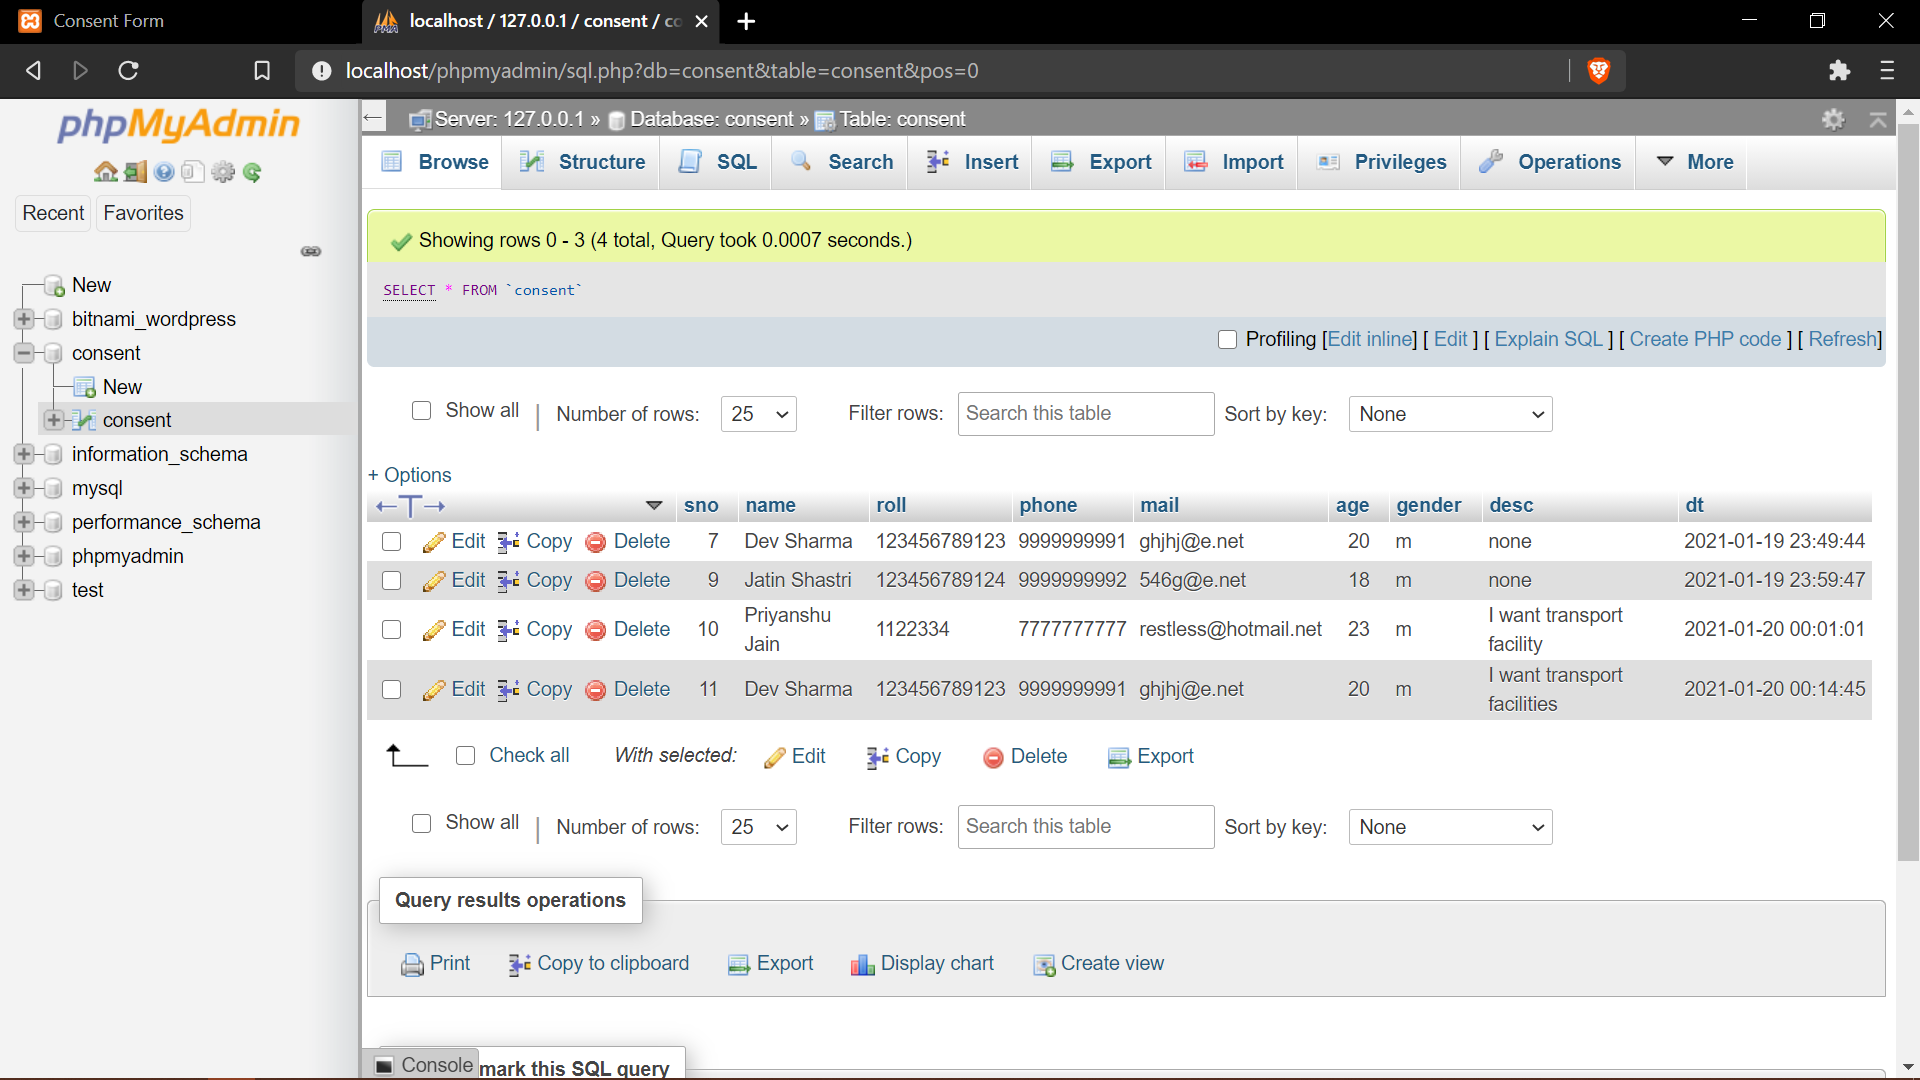 Consent Form
localhost / 127.0.0.1 / consent / co
localhost/phpmyadmin/sql.php?db=consent&table=consent&pos=0
phpMyAdmin
Recent
Favorites
New
bitnami_wordpress
consent
New
consent
information_schema
mysql
performance_schema
phpmyadmin
test
Server: 127.0.0.1 » Database: consent » Table: consent
Browse Structure SQL Search Insert Export Import Privileges Operations More
Showing rows 0 - 3 (4 total, Query took 0.0007 seconds.)
SELECT * FROM `consent`
Profiling [Edit inline] [ Edit ] [ Explain SQL ] [ Create PHP code ] [ Refresh]
Show all | Number of rows: 25 Filter rows: Search this table Sort by key: None
+ Options
←T→ sno name roll phone mail age gender desc dt
Edit Copy Delete 7 Dev Sharma 123456789123 9999999991 ghjhj@e.net 20 m none 2021-01-19 23:49:44
Edit Copy Delete 9 Jatin Shastri 123456789124 9999999992 546g@e.net 18 m none 2021-01-19 23:59:47
Edit Copy Delete 10 Priyanshu Jain 1122334 7777777777 restless@hotmail.net 23 m I want transport facility 2021-01-20 00:01:01
Edit Copy Delete 11 Dev Sharma 123456789123 9999999991 ghjhj@e.net 20 m I want transport facilities 2021-01-20 00:14:45
Check all With selected: Edit Copy Delete Export
Show all | Number of rows: 25 Filter rows: Search this table Sort by key: None
Query results operations
Print Copy to clipboard Export Display chart Create view
Console
mark this SQL query